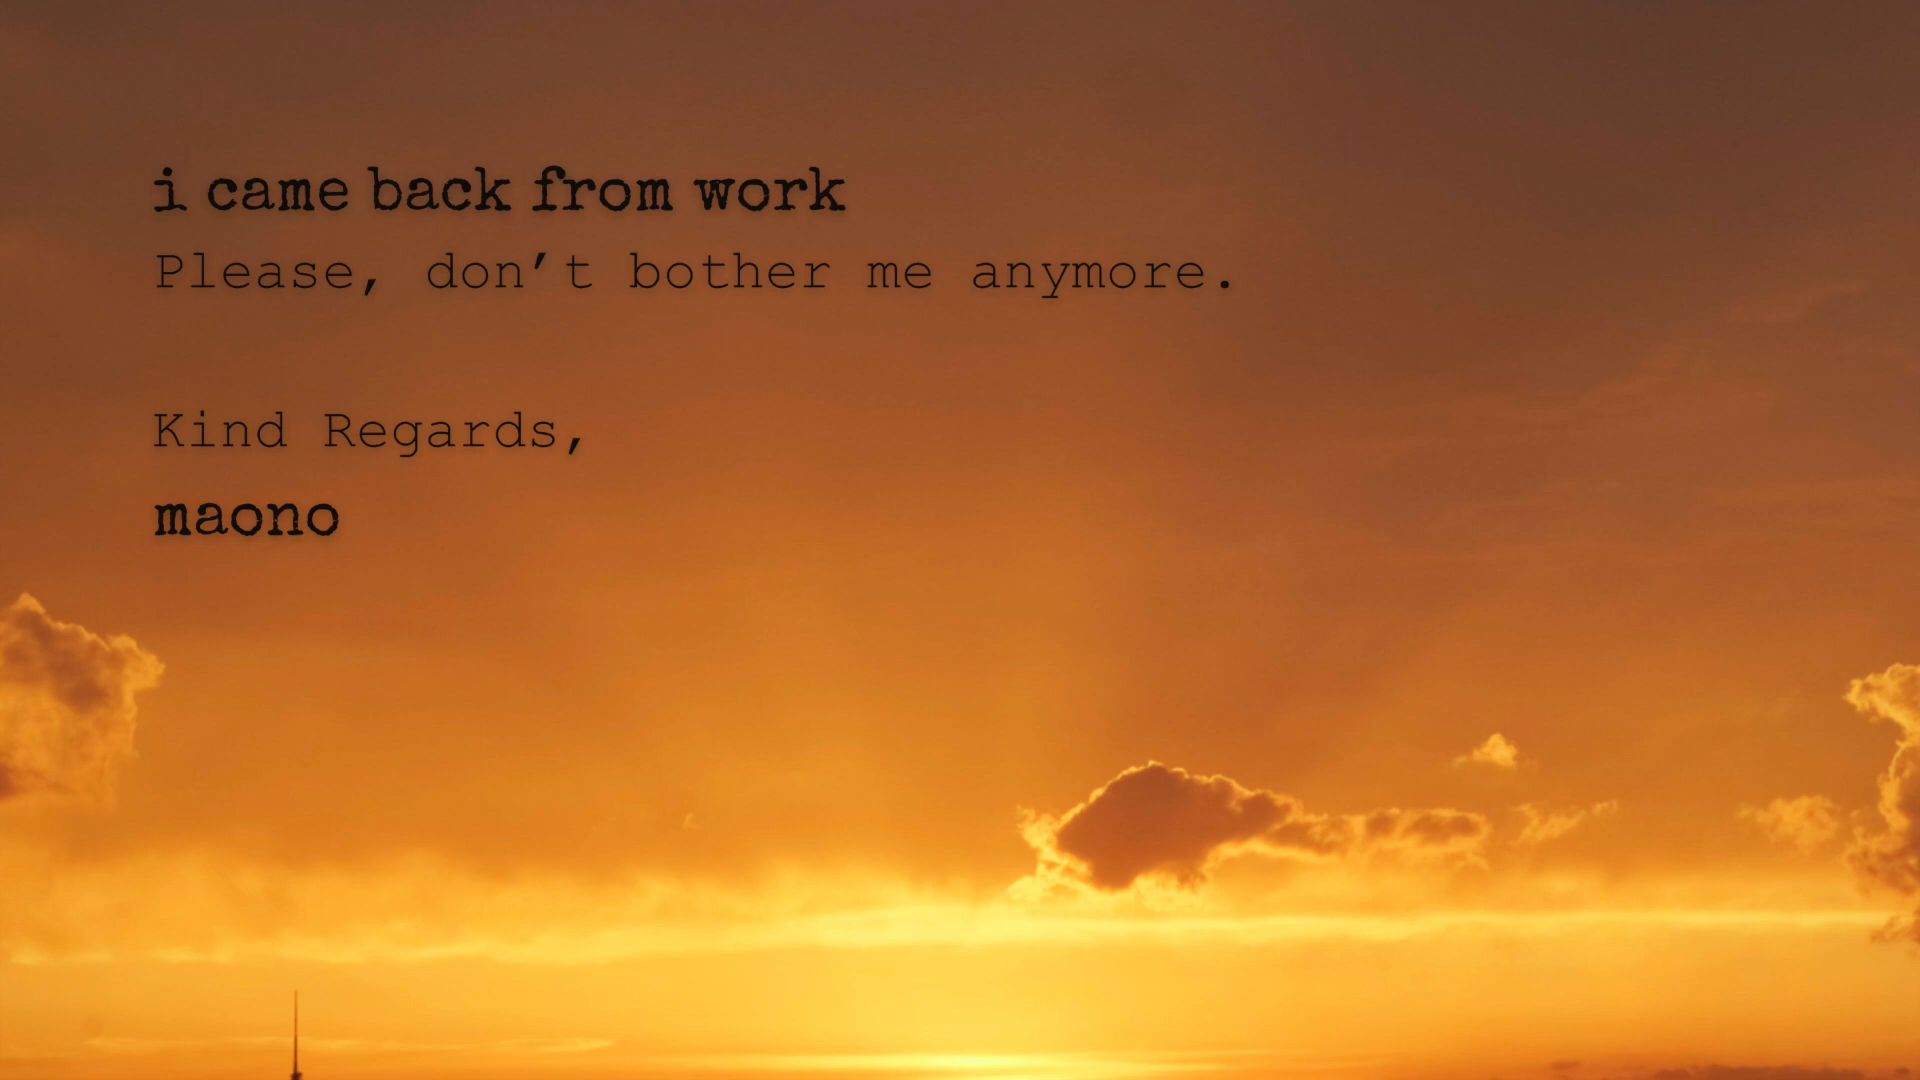 i came back from work
Please, don’t bother me anymore.
Kind Regards,
maono